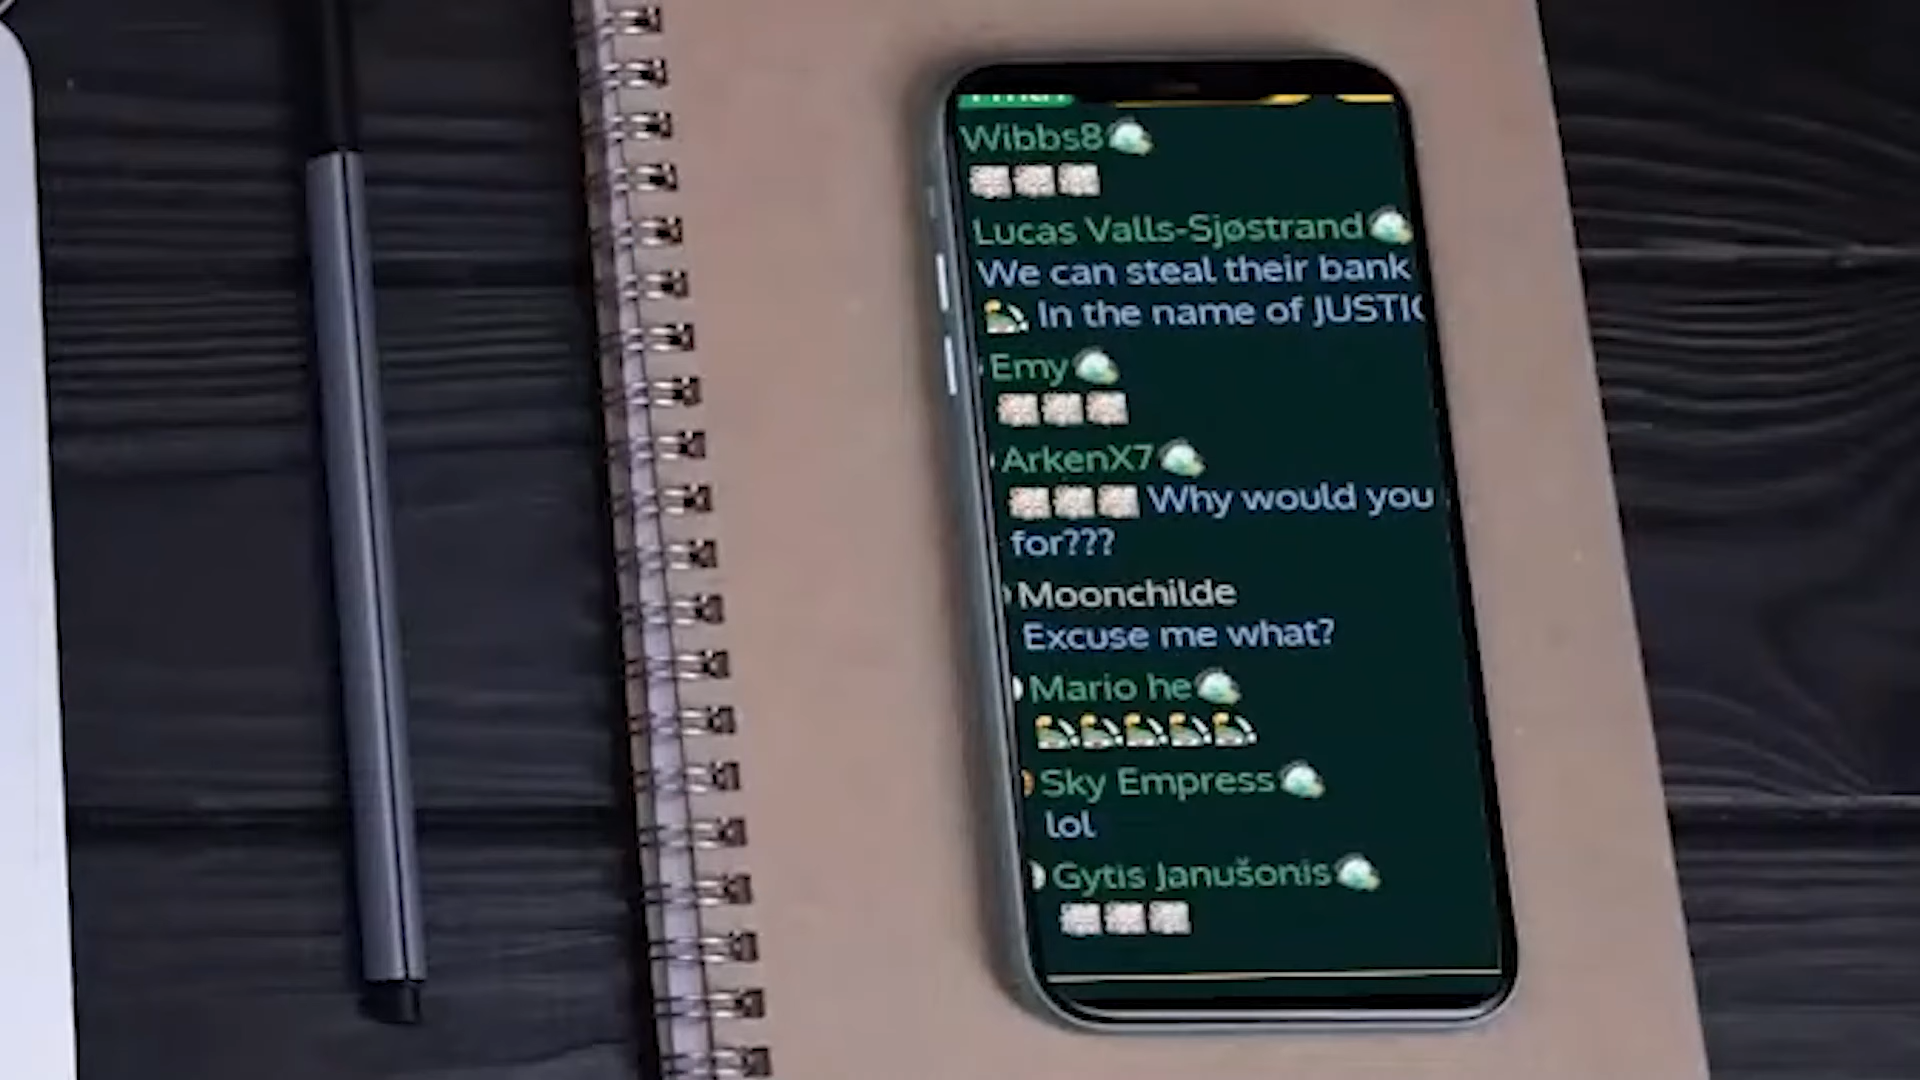 Wibbs8
Lucas Valls-Sjøstrand
We can steal their bank
In the name of
Emy
ArkenX7
Why would you
for???
Moonchilde
Excuse me what?
Mario he
Sky Empress
lol
Gytis Janušonis